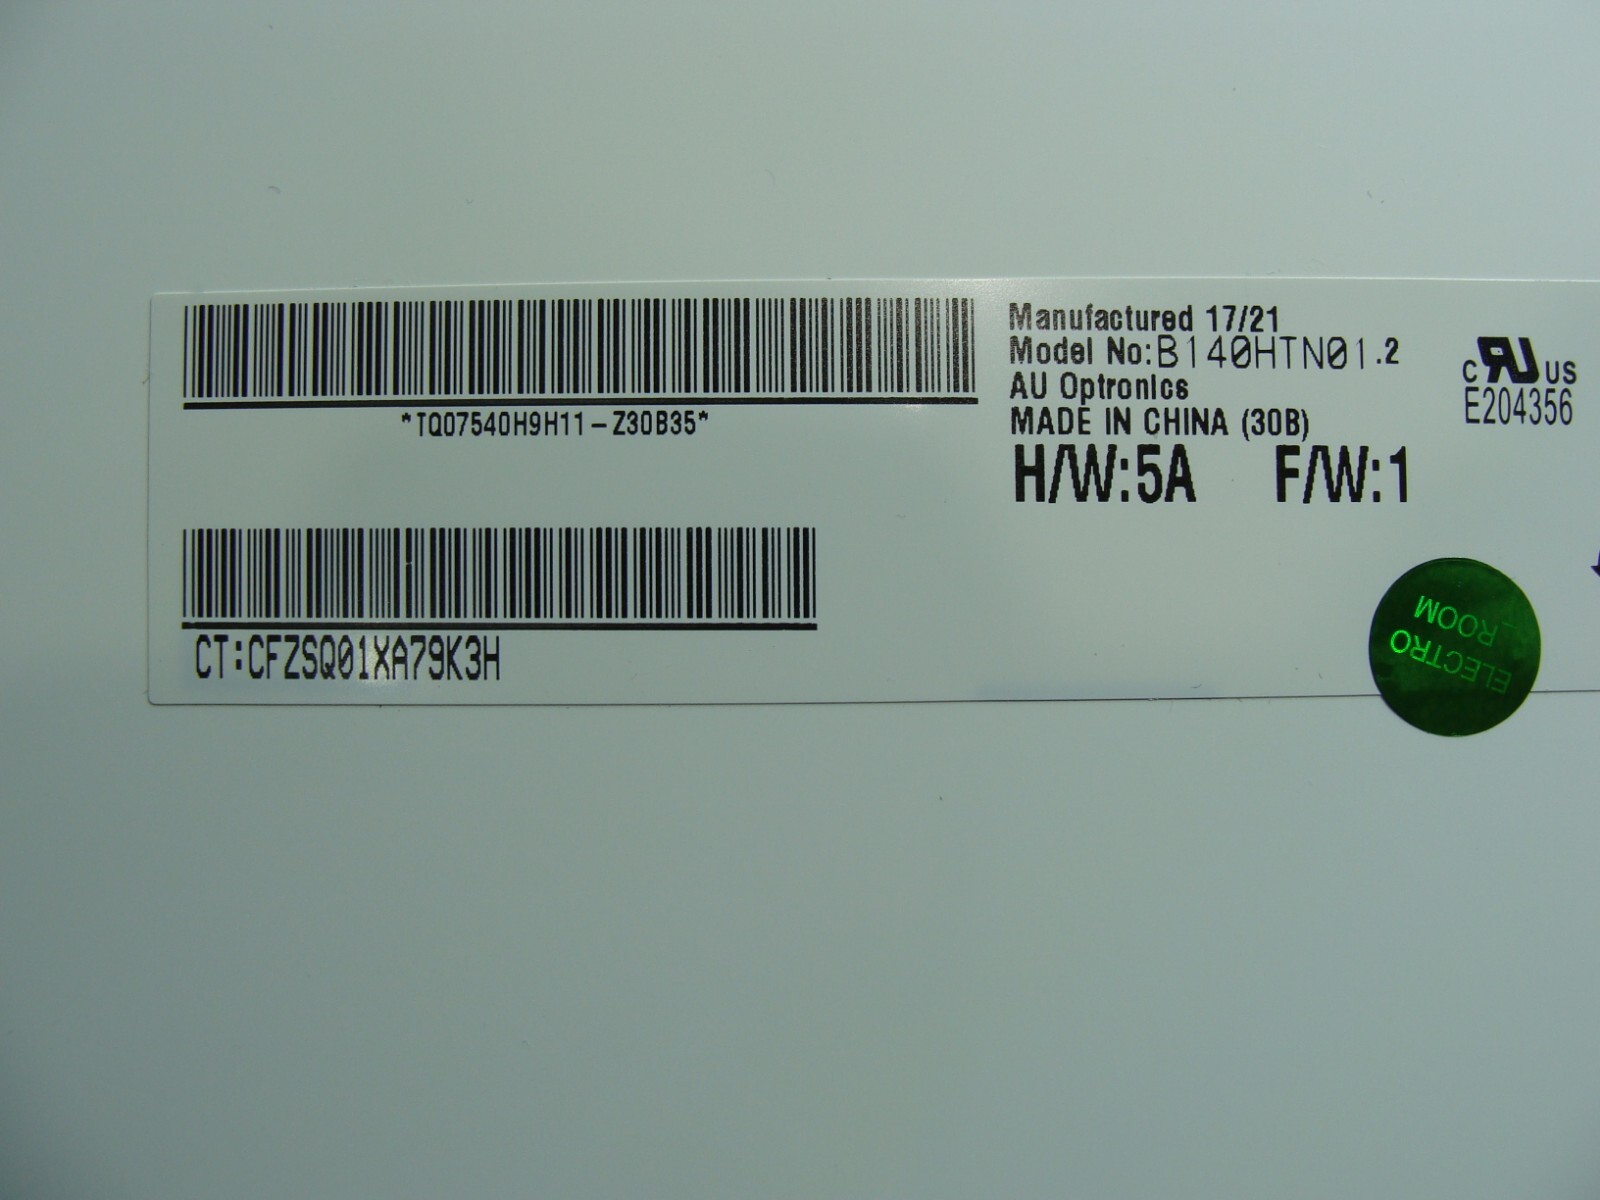 *TQ07540H9H11-Z30B35*
CT:CFZSQ01XA79K3H
Manufactured 17/21
Model No:B140HTN01.2
AU Optronics
MADE IN CHINA (30B)
H/W:5A F/W:1
c RU US
E204356
ELECTRO
ROOM